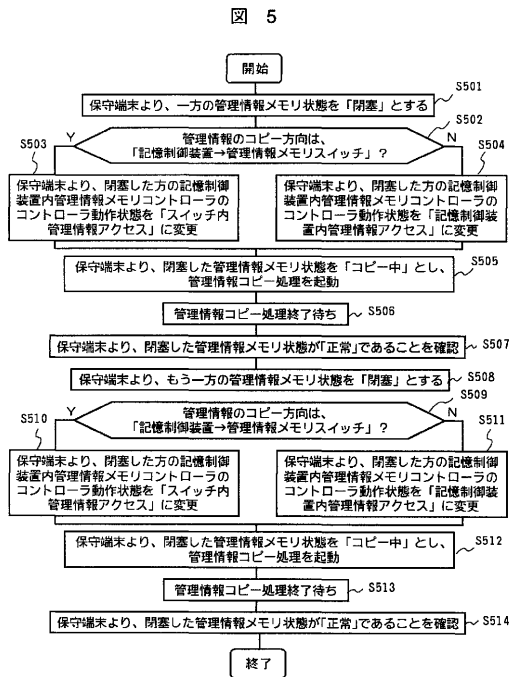 図 5
開始
保守端末より、一方の管理情報メモリ状態を「閉塞」とする
S501
管理情報のコピー方向は、
「記憶制御装置→管理情報メモリスイッチ」?
S502
Y
N
S503
保守端末より、閉塞した方の記憶制御
装置内管理情報メモリコントローラの
コントローラ動作状態を「スイッチ内
管理情報アクセス」に変更
S504
保守端末より、閉塞した方の記憶制御
装置内管理情報メモリコントローラの
コントローラ動作状態を「記憶制御装
置内管理情報アクセス」に変更
保守端末より、閉塞した管理情報メモリ状態を「コピー中」とし、
管理情報コピー処理を起動
S505
管理情報コピー処理終了待ち
S506
保守端末より、閉塞した管理情報メモリ状態が「正常」であることを確認
S507
保守端末より、もう一方の管理情報メモリ状態を「閉塞」とする
S508
管理情報のコピー方向は、
「記憶制御装置→管理情報メモリスイッチ」?
S509
Y
N
S510
保守端末より、閉塞した方の記憶制御
装置内管理情報メモリコントローラの
コントローラ動作状態を「スイッチ内
管理情報アクセス」に変更
S511
保守端末より、閉塞した方の記憶制御
装置内管理情報メモリコントローラの
コントローラ動作状態を「記憶制御装
置内管理情報アクセス」に変更
保守端末より、閉塞した管理情報メモリ状態を「コピー中」とし、
管理情報コピー処理を起動
S512
管理情報コピー処理終了待ち
S513
保守端末より、閉塞した管理情報メモリ状態が「正常」であることを確認
S514
終了